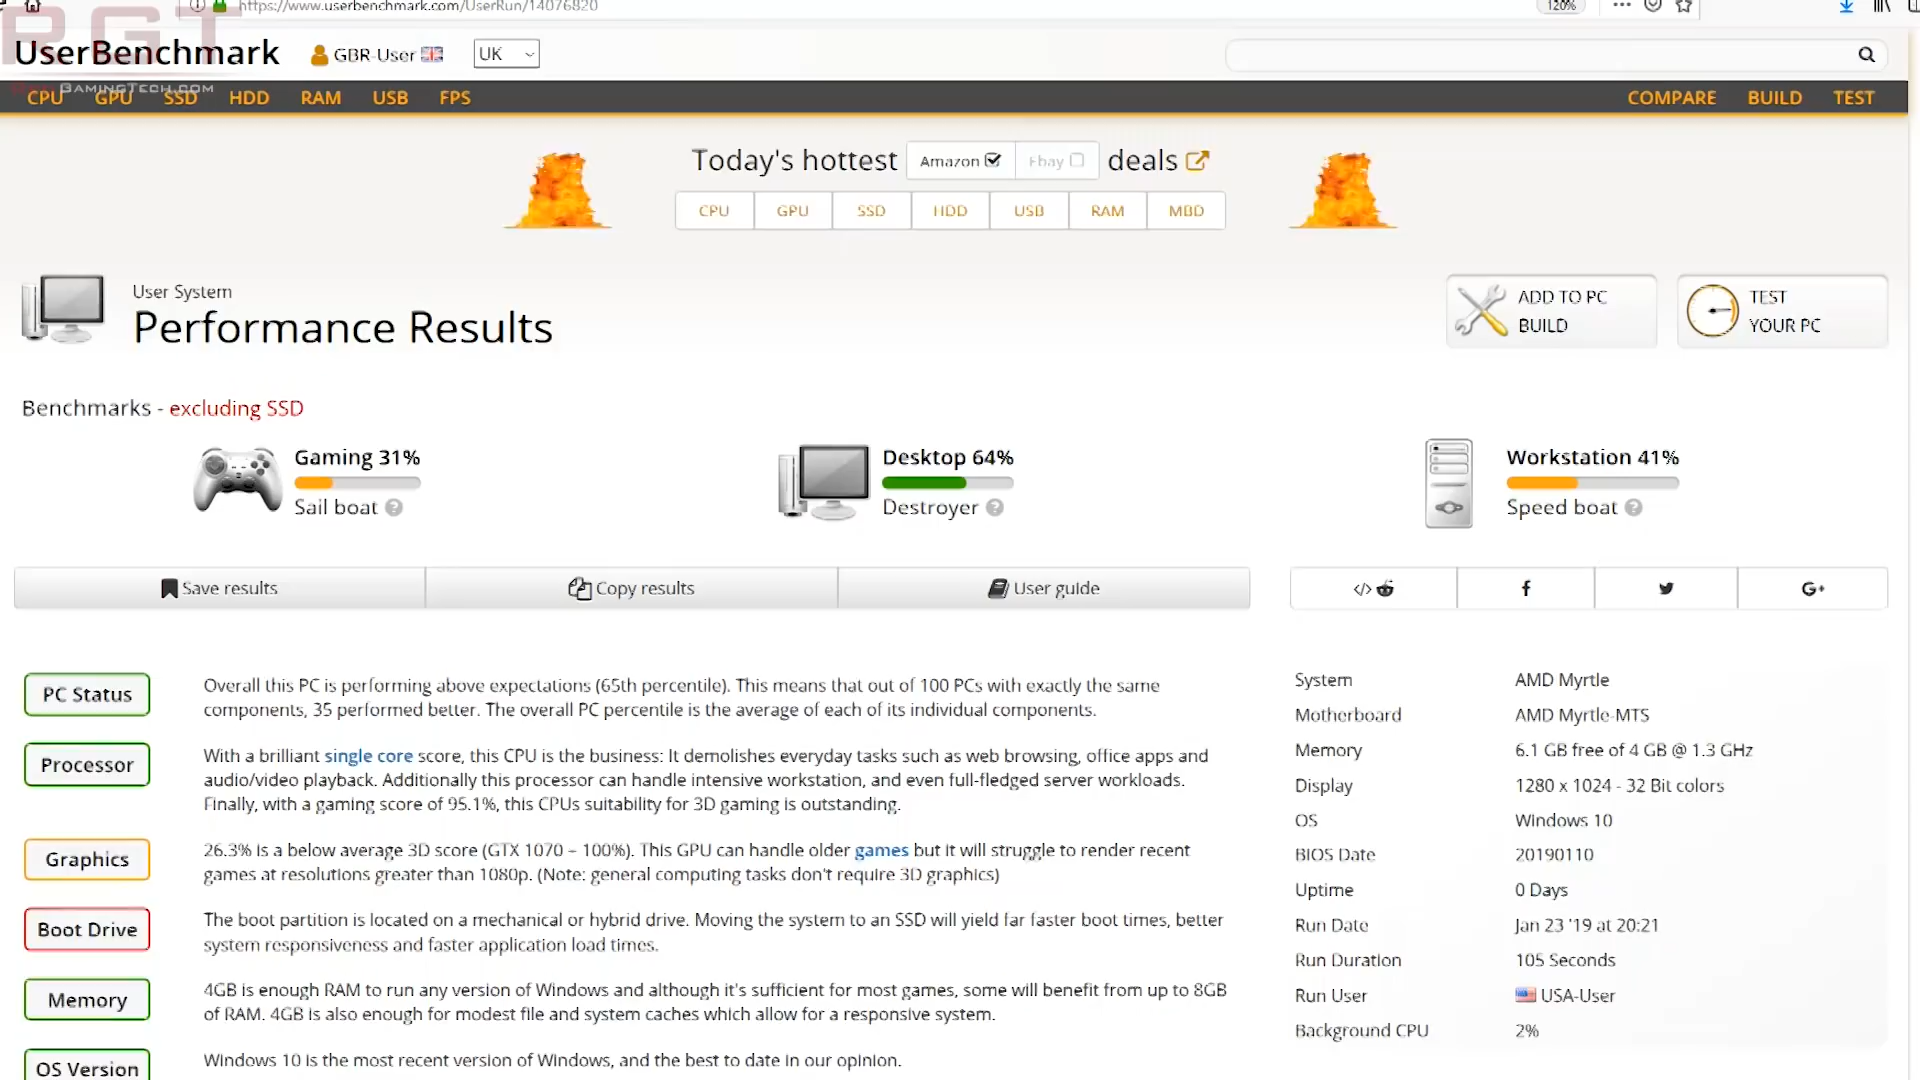 https://www.userbenchmark.com/UserRun/14076820
120%
RGT
GAMINGTECH.COM
UserBenchmark
GBR-User
UK
CPU GPU SSD HDD RAM USB FPS
COMPARE BUILD TEST
Today's hottest Amazon Ebay deals
CPU GPU SSD HDD USB RAM MBD
User System
Performance Results
ADD TO PC
BUILD
TEST
YOUR PC
Benchmarks - excluding SSD
Gaming 31%
Sail boat
Desktop 64%
Destroyer
Workstation 41%
Speed boat
Save results
Copy results
User guide
PC Status
Overall this PC is performing above expectations (65th percentile). This means that out of 100 PCs with exactly the same
components, 35 performed better. The overall PC percentile is the average of each of its individual components.
Processor
With a brilliant single core score, this CPU is the business: It demolishes everyday tasks such as web browsing, office apps and
audio/video playback. Additionally this processor can handle intensive workstation, and even full-fledged server workloads.
Finally, with a gaming score of 95.1%, this CPUs suitability for 3D gaming is outstanding.
Graphics
26.3% is a below average 3D score (GTX 1070 = 100%). This GPU can handle older games but it will struggle to render recent
games at resolutions greater than 1080p. (Note: general computing tasks don't require 3D graphics)
Boot Drive
The boot partition is located on a mechanical or hybrid drive. Moving the system to an SSD will yield far faster boot times, better
system responsiveness and faster application load times.
Memory
4GB is enough RAM to run any version of Windows and although it's sufficient for most games, some will benefit from up to 8GB
of RAM. 4GB is also enough for modest file and system caches which allow for a responsive system.
OS Version
Windows 10 is the most recent version of Windows, and the best to date in our opinion.
System AMD Myrtle
Motherboard AMD Myrtle-MTS
Memory 6.1 GB free of 4 GB @ 1.3 GHz
Display 1280 x 1024 - 32 Bit colors
OS Windows 10
BIOS Date 20190110
Uptime 0 Days
Run Date Jan 23 '19 at 20:21
Run Duration 105 Seconds
Run User USA-User
Background CPU 2%